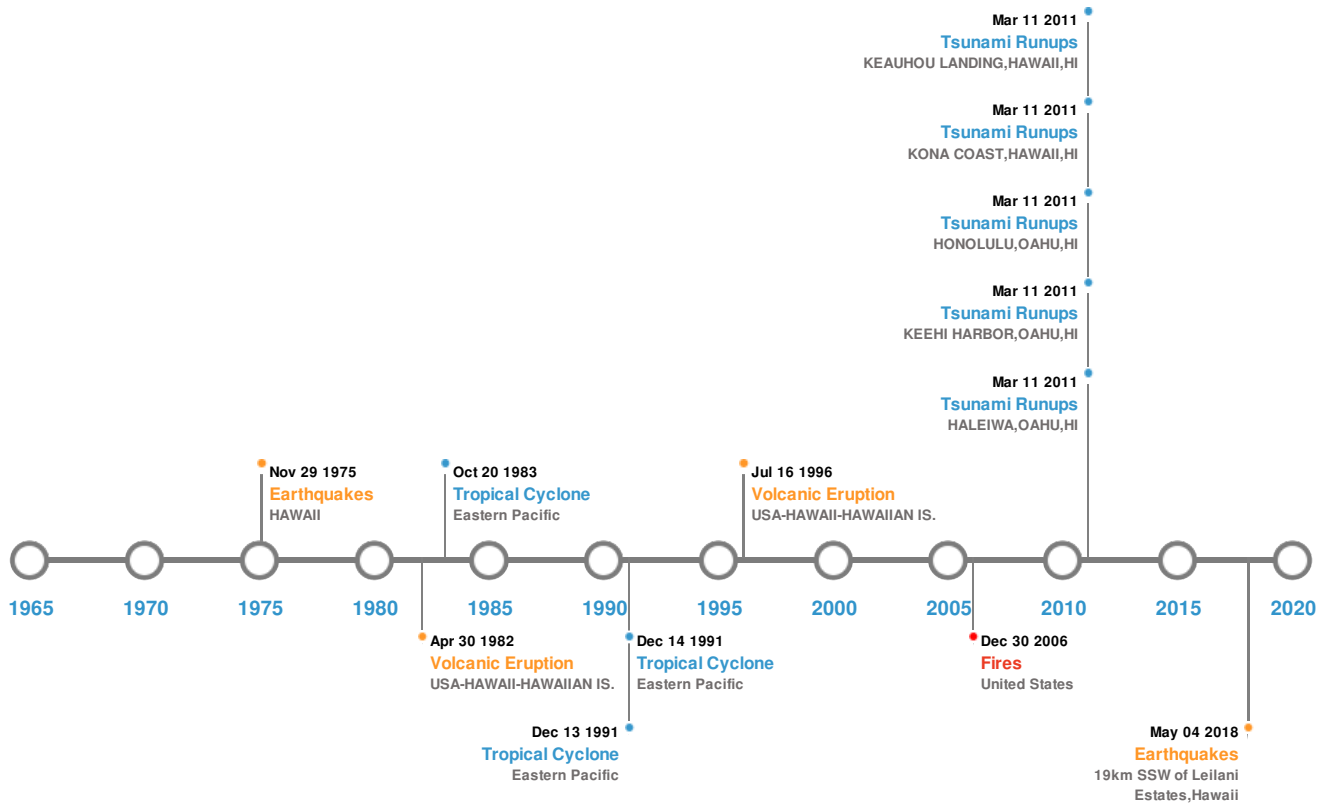 Mar 11 2011
Tsunami Runups
KEAUHOU LANDING,HAWAII,HI
Mar 11 2011
Tsunami Runups
KONA COAST,HAWAII,HI
Mar 11 2011
Tsunami Runups
HONOLULU,OAHU,HI
Mar 11 2011
Tsunami Runups
KEEHI HARBOR,OAHU,HI
Mar 11 2011
Tsunami Runups
HALEIWA,OAHU,HI
Nov 29 1975
Earthquakes
HAWAII
Oct 20 1983
Tropical Cyclone
Eastern Pacific
Jul 16 1996
Volcanic Eruption
USA-HAWAII-HAWAIIAN IS.
1965 1970 1975 1980 1985 1990 1995 2000 2005 2010 2015 2020
Apr 30 1982
Volcanic Eruption
USA-HAWAII-HAWAIIAN IS.
Dec 14 1991
Tropical Cyclone
Eastern Pacific
Dec 30 2006
Fires
United States
Dec 13 1991
Tropical Cyclone
Eastern Pacific
May 04 2018
Earthquakes
19km SSW of Leilani
Estates,Hawaii